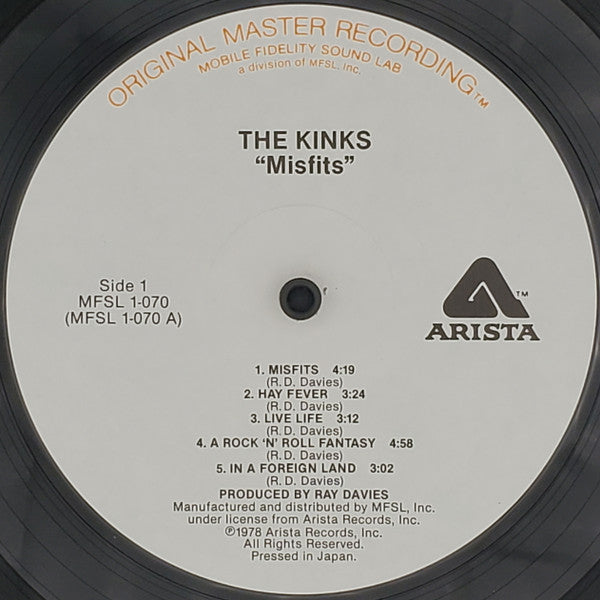 ORIGINAL MASTER RECORDING™
MOBILE FIDELITY SOUND LAB
a division of MFSL, Inc.
THE KINKS
“Misfits”
Side 1
MFSL 1-070
(MFSL 1-070 A)
™
ARISTA
1. MISFITS 4:19
(R.D. Davies)
2. HAY FEVER 3:24
(R.D. Davies)
3. LIVE LIFE 3:12
(R.D. Davies)
4. A ROCK ‘N’ ROLL FANTASY 4:58
(R.D. Davies)
5. IN A FOREIGN LAND 3:02
(R.D. Davies)
PRODUCED BY RAY DAVIES
Manufactured and distributed by MFSL, Inc.
under license from Arista Records, Inc.
℗1978 Arista Records, Inc.
All Rights Reserved.
Pressed in Japan.